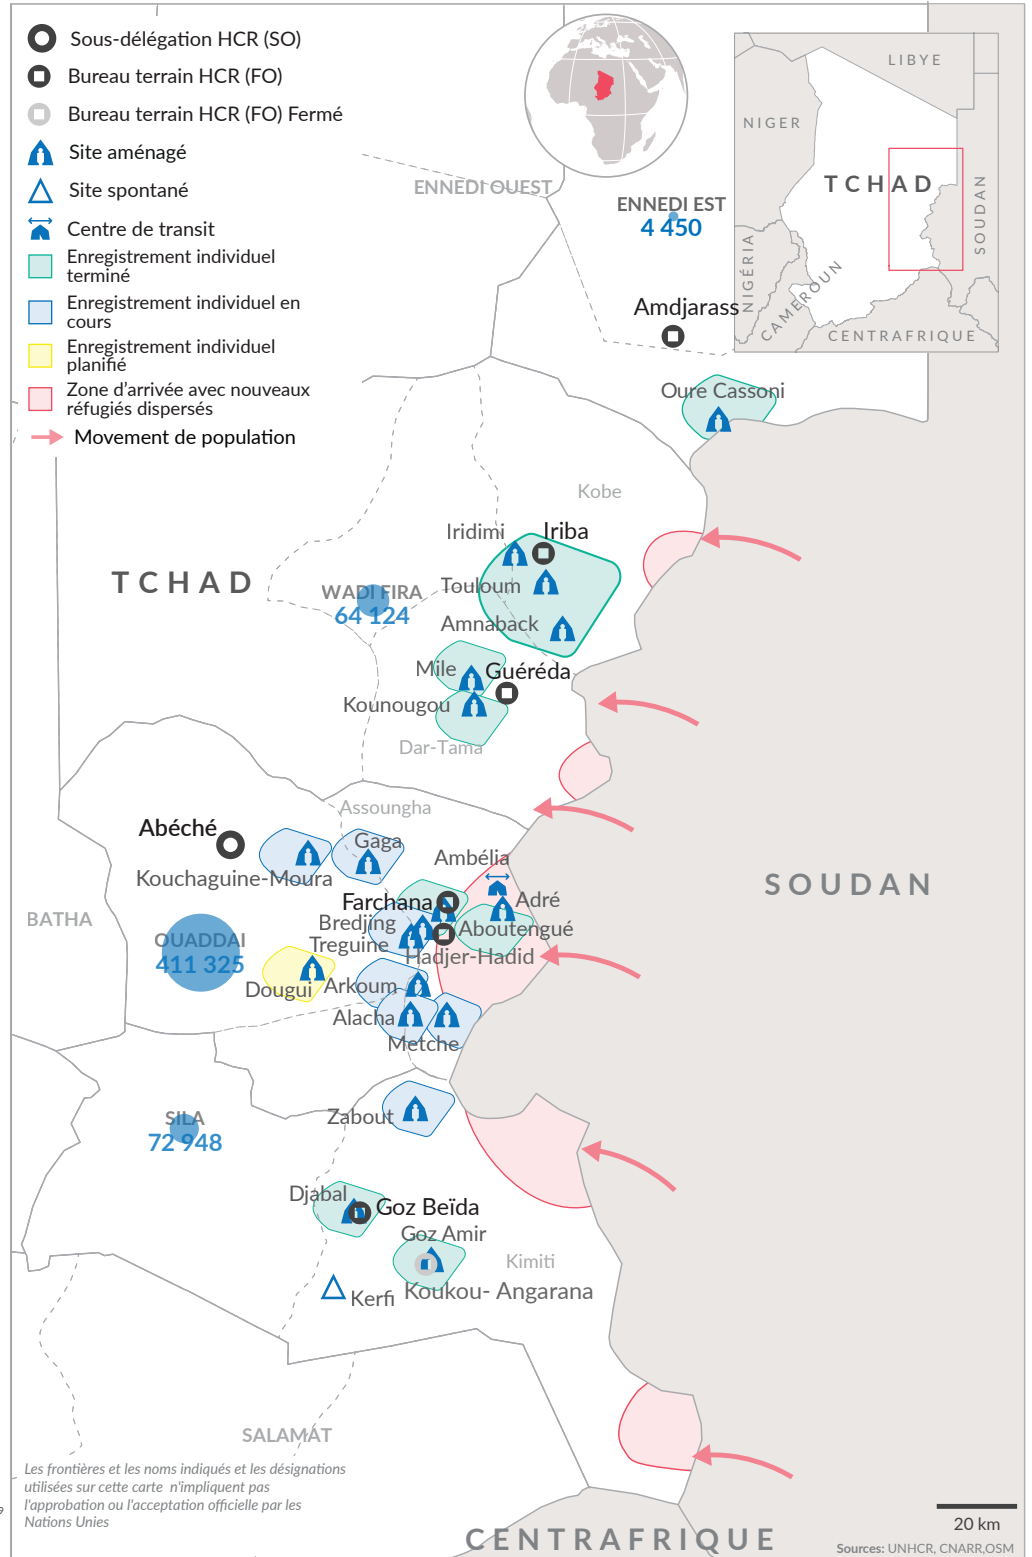 Sous-délégation HCR (SO)
Bureau terrain HCR (FO)
Bureau terrain HCR (FO) Fermé
Site aménagé
Site spontané
Centre de transit
Enregistrement individuel
terminé
Enregistrement individuel en
cours
Enregistrement individuel
planifié
Zone d'arrivée avec nouveaux
réfugiés dispersés
Movement de population
LIBYE
NIGER
TCHAD
SOUDAN
NIGÉRIA
CAMEROUN
CENTRAFRIQUE
ENNEDI OUEST
ENNEDI EST
4 450
Amdjarass
Oure Cassoni
Kobe
Iridimi
Iriba
TCHAD
WADI FIRA
64 124
Touloum
Amnaback
Mile
Guéréda
Kounougou
Dar-Tama
Assoungha
Abéché
Gaga
Kouchaguine-Moura
Ambélia
SOUDAN
Farchana
Adré
BATHA
Bredjing
Aboutengué
OUADDAI
411 325
Treguine
Hadjer-Hadid
Dougui
Arkoum
Alacha
Metche
SILA
72 948
Zabout
Djabal
Goz Beïda
Goz Amir
Kimiti
Kerfi
Koukou- Angarana
SALAMAT
Les frontières et les noms indiqués et les désignations
utilisées sur cette carte n'impliquent pas
l'approbation ou l'acceptation officielle par les
Nations Unies
CENTRAFRIQUE
20 km
Sources: UNHCR, CNARR,OSM